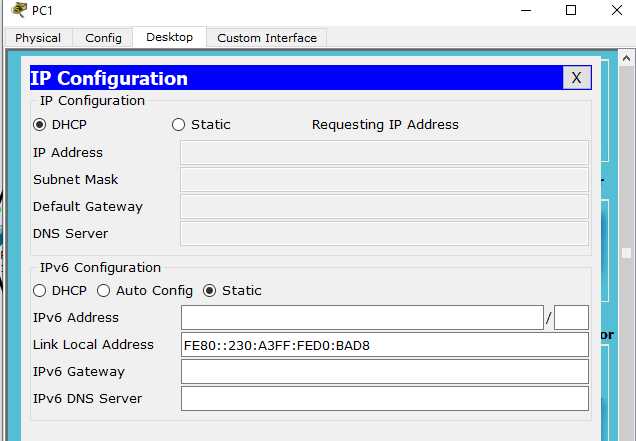 PC1
Physical Config Desktop Custom Interface
IP Configuration X
IP Configuration
DHCP Static Requesting IP Address
IP Address
Subnet Mask
Default Gateway
DNS Server
IPv6 Configuration
DHCP Auto Config Static
IPv6 Address /
Link Local Address FE80::230:A3FF:FED0:BAD8
IPv6 Gateway
IPv6 DNS Server